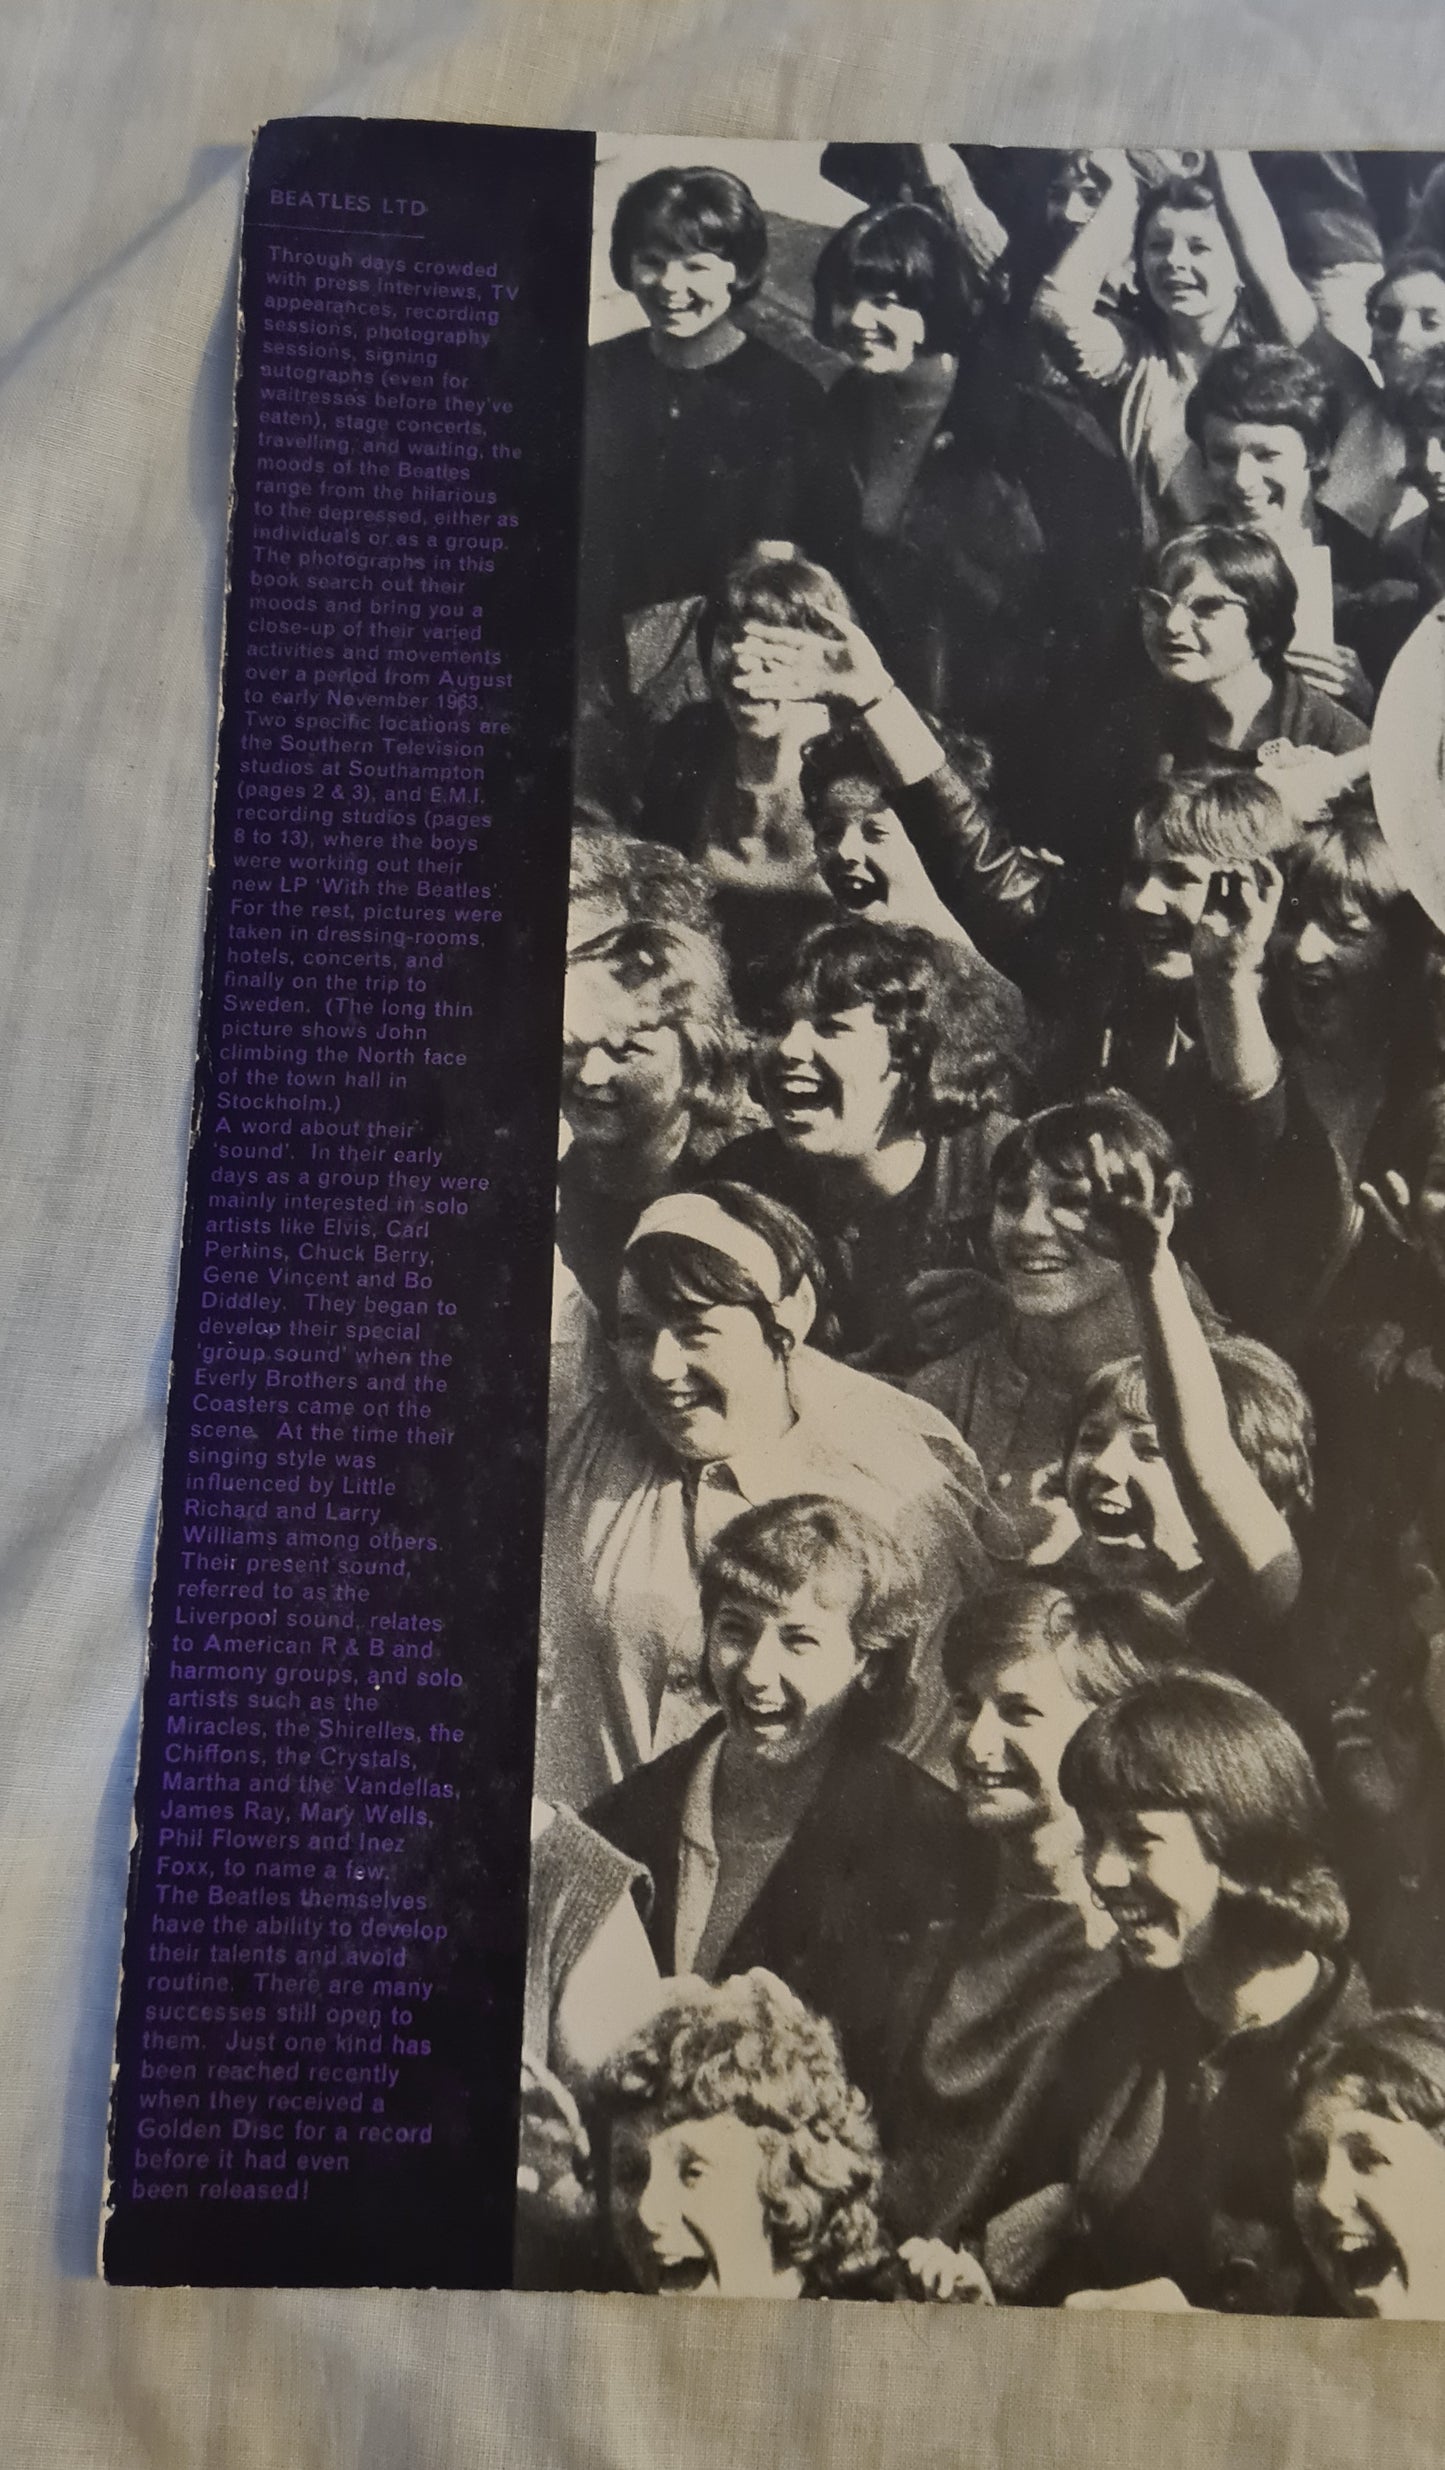 BEATLES LTD
Through days crowded
with press interviews, TV
appearances, recording
sessions, photography
sessions, signing
autographs (even for
waitresses before they've
eaten), stage concerts,
travelling, and waiting, the
moods of the Beatles
range from the hilarious
to the depressed, either as
individuals or as a group.
The photographs in this
book search out their
moods and bring you a
close-up of their varied
activities and movements
over a period from August
to early November 1963.
Two specific locations are
the Southern Television
studios at Southampton
(pages 2 & 3), and E.M.I.
recording studios (pages
8 to 13), where the boys
were working out their
new LP 'With the Beatles'.
For the rest, pictures were
taken in dressing-rooms,
hotels, concerts, and
finally on the trip to
Sweden. (The long thin
picture shows John
climbing the North face
of the town hall in
Stockholm.)
A word about their
'sound'. In their early
days as a group they were
mainly interested in solo
artists like Elvis, Carl
Perkins, Chuck Berry,
Gene Vincent and Bo
Diddley. They began to
develop their special
'group sound' when the
Everly Brothers and the
Coasters came on the
scene. At the time their
singing style was
influenced by Little
Richard and Larry
Williams among others.
Their present sound,
referred to as the
Liverpool sound, relates
to American R & B and
harmony groups, and solo
artists such as the
Miracles, the Shirelles, the
Chiffons, the Crystals,
Martha and the Vandellas,
James Ray, Mary Wells,
Phil Flowers and Inez
Foxx, to name a few.
The Beatles themselves
have the ability to develop
their talents and avoid
routine. There are many
successes still open to
them. Just one kind has
been reached recently
when they received a
Golden Disc for a record
before it had even
been released!